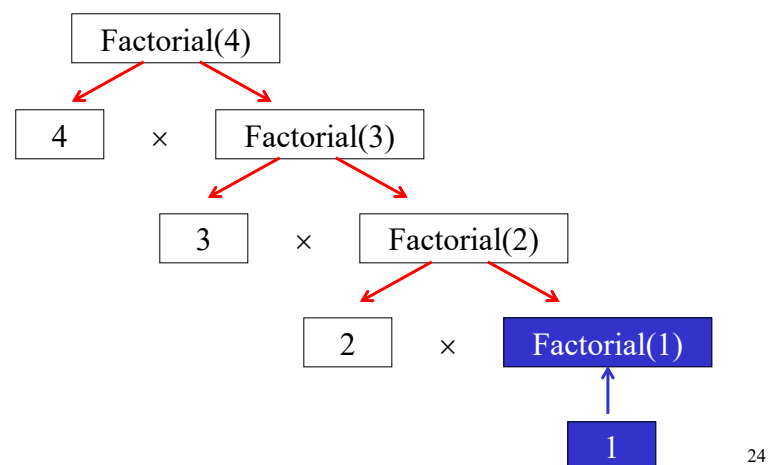 Factorial(4)
4 × Factorial(3)
3 × Factorial(2)
2 × Factorial(1)
1
24